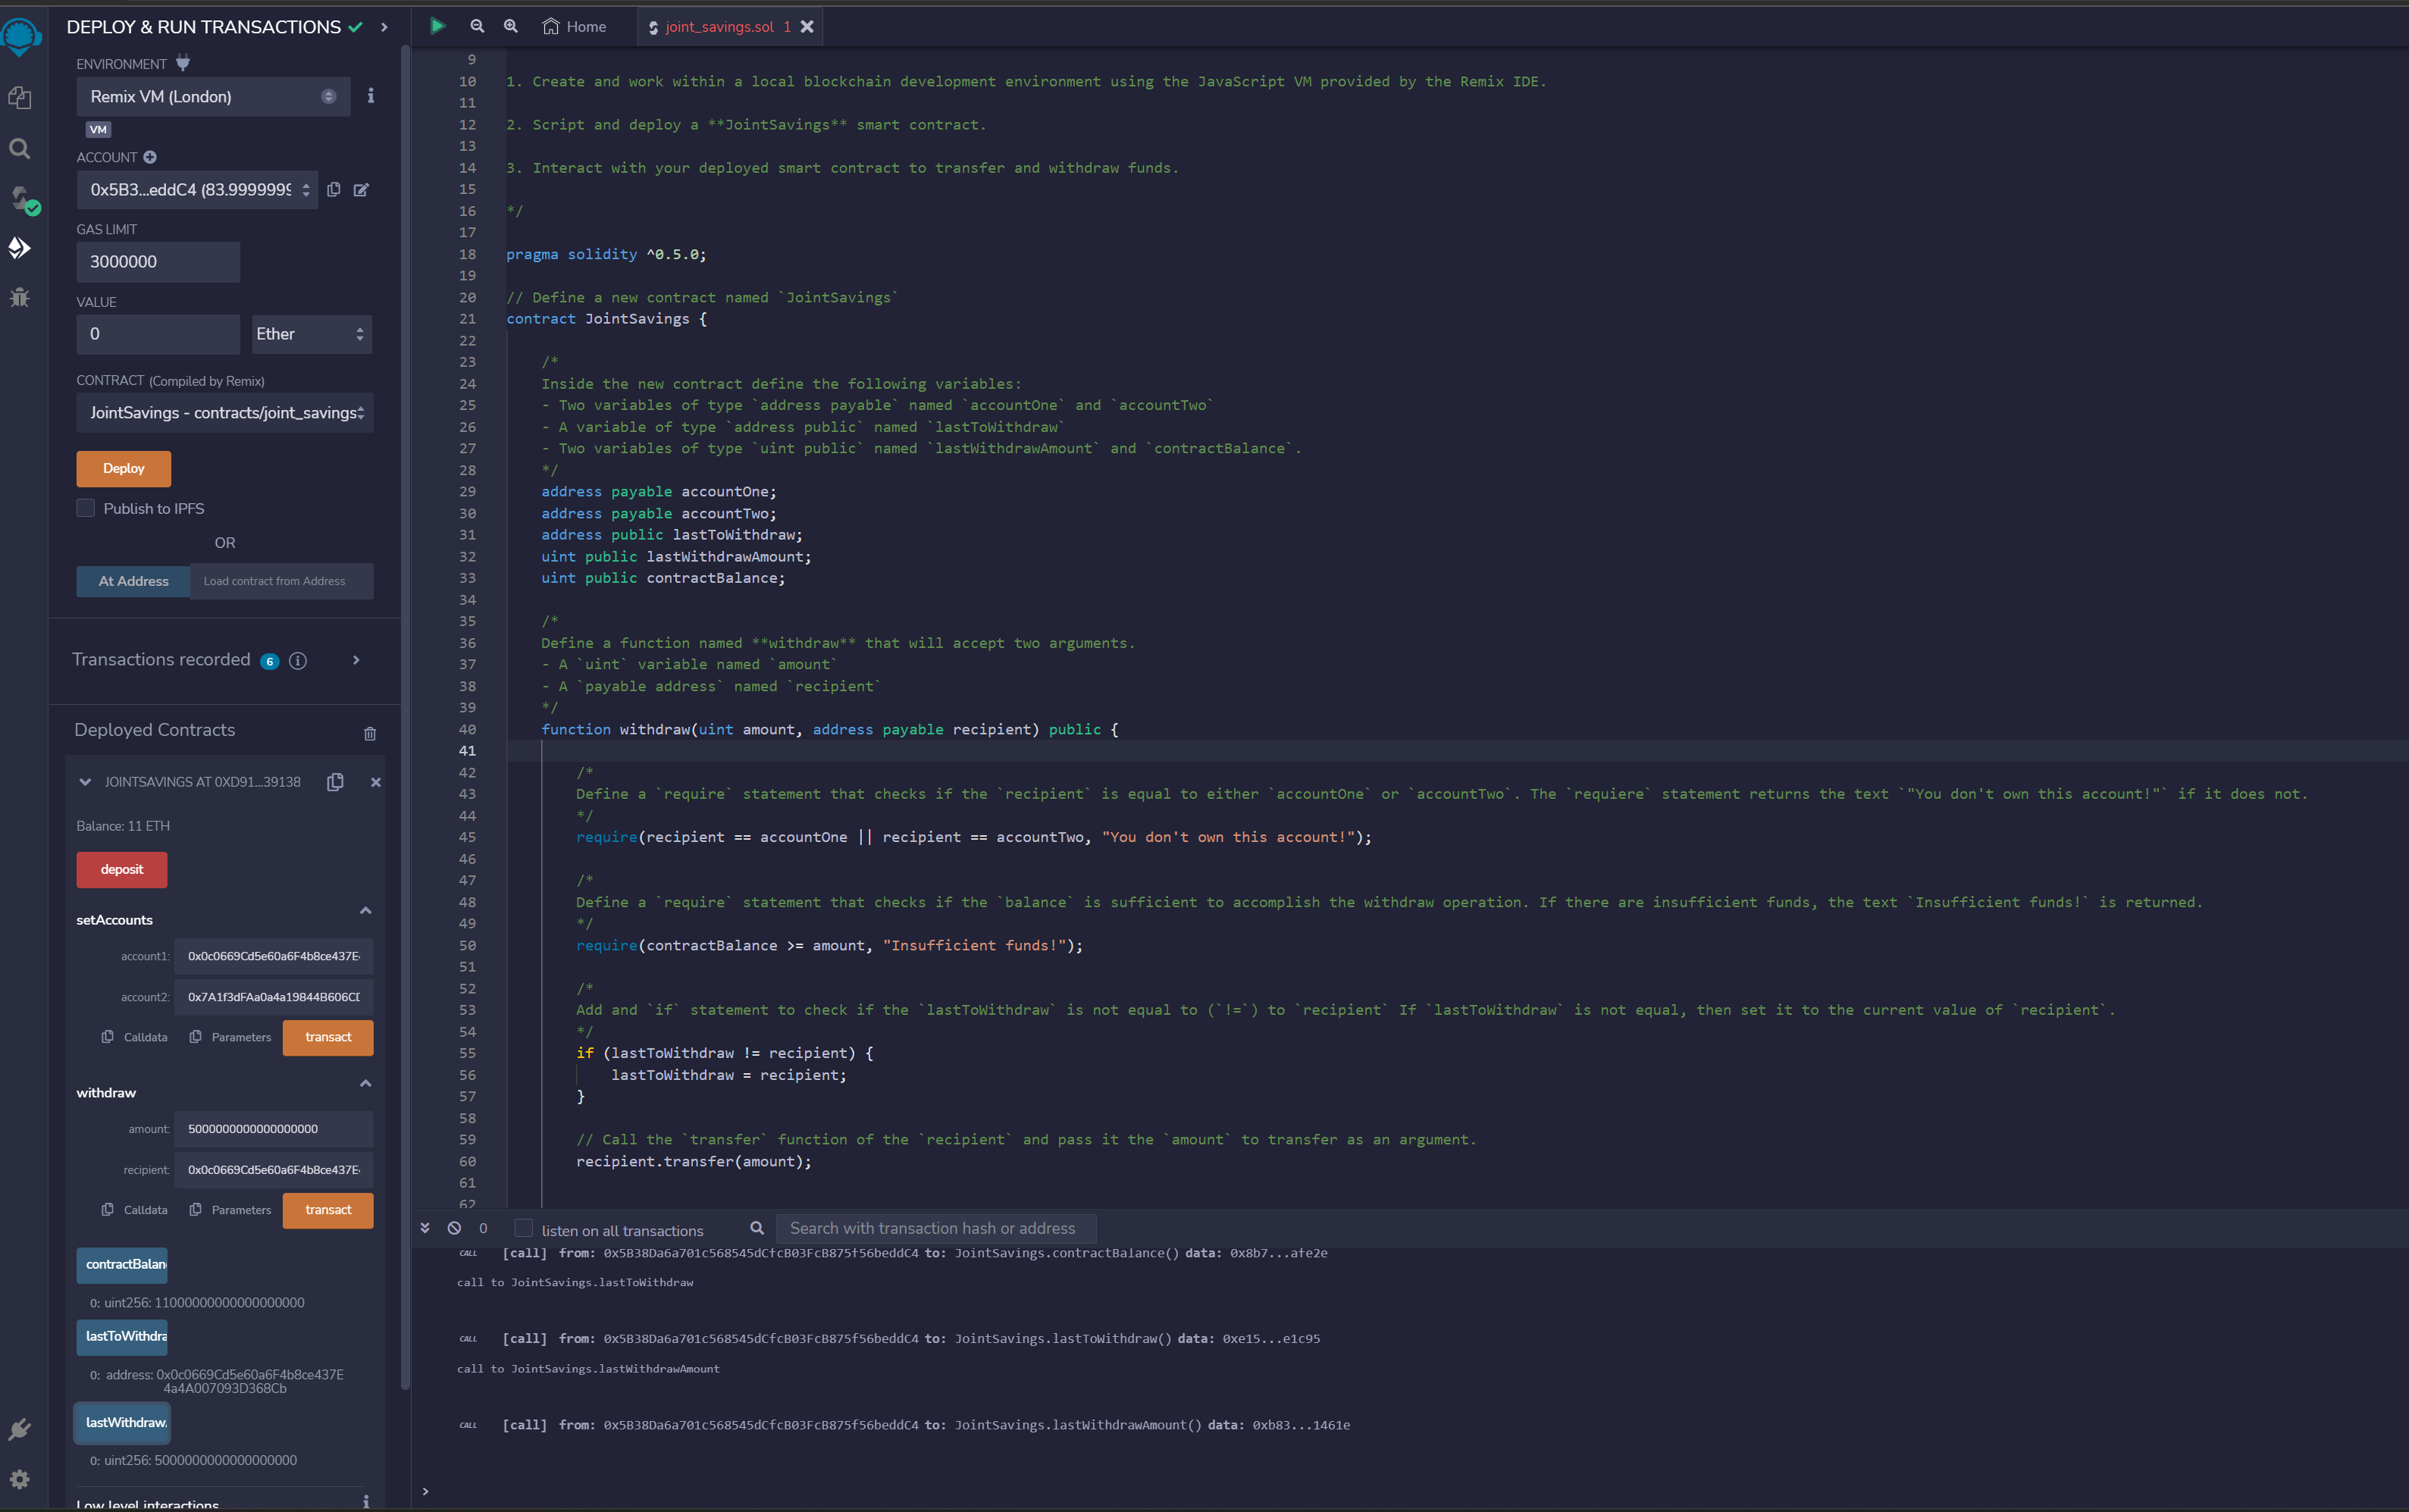 DEPLOY & RUN TRANSACTIONS
ENVIRONMENT
Remix VM (London)
VM
ACCOUNT
0x5B3...eddC4 (83.9999999
GAS LIMIT
3000000
VALUE
0
Ether
CONTRACT (Compiled by Remix)
JointSavings - contracts/joint_savings
Deploy
Publish to IPFS
OR
At Address
Load contract from Address
Transactions recorded 6 i
Deployed Contracts
JOINTSAVINGS AT 0XD91...39138
Balance: 11 ETH
deposit
setAccounts
account1: 0x0c0669Cd5e60a6F4b8ce437E
account2: 0x7A1f3dFAa0a4a19844B606CD
Calldata Parameters transact
withdraw
amount: 5000000000000000000
recipient: 0x0c0669Cd5e60a6F4b8ce437E
Calldata Parameters transact
contractBalan
0: uint256: 11000000000000000000
lastToWithdra
0: address: 0x0c0669Cd5e60a6F4b8ce437E
4a4A007093D368Cb
lastWithdraw
0: uint256: 5000000000000000000
Low level interactions
Home
joint_savings.sol 1
9
10 1. Create and work within a local blockchain development environment using the JavaScript VM provided by the Remix IDE.
11
12 2. Script and deploy a **JointSavings** smart contract.
13
14 3. Interact with your deployed smart contract to transfer and withdraw funds.
15
16 */
17
18 pragma solidity ^0.5.0;
19
20 // Define a new contract named `JointSavings`
21 contract JointSavings {
22
23 /*
24 Inside the new contract define the following variables:
25 - Two variables of type `address payable` named `accountOne` and `accountTwo`
26 - A variable of type `address public` named `lastToWithdraw`
27 - Two variables of type `uint public` named `lastWithdrawAmount` and `contractBalance`.
28 */
29 address payable accountOne;
30 address payable accountTwo;
31 address public lastToWithdraw;
32 uint public lastWithdrawAmount;
33 uint public contractBalance;
34
35 /*
36 Define a function named **withdraw** that will accept two arguments.
37 - A `uint` variable named `amount`
38 - A `payable address` named `recipient`
39 */
40 function withdraw(uint amount, address payable recipient) public {
41
42 /*
43 Define a `require` statement that checks if the `recipient` is equal to either `accountOne` or `accountTwo`. The `requiere` statement returns the text `"You don't own this account!"` if it does not.
44 */
45 require(recipient == accountOne || recipient == accountTwo, "You don't own this account!");
46
47 /*
48 Define a `require` statement that checks if the `balance` is sufficient to accomplish the withdraw operation. If there are insufficient funds, the text `Insufficient funds!` is returned.
49 */
50 require(contractBalance >= amount, "Insufficient funds!");
51
52 /*
53 Add and `if` statement to check if the `lastToWithdraw` is not equal to (`!=`) to `recipient` If `lastToWithdraw` is not equal, then set it to the current value of `recipient`.
54 */
55 if (lastToWithdraw != recipient) {
56 lastToWithdraw = recipient;
57 }
58
59 // Call the `transfer` function of the `recipient` and pass it the `amount` to transfer as an argument.
60 recipient.transfer(amount);
61
62
0 listen on all transactions Search with transaction hash or address
CALL [call] from: 0x5B38Da6a701c568545dCfcB03FcB875f56beddC4 to: JointSavings.contractBalance() data: 0x8b7...afe2e
call to JointSavings.lastToWithdraw
CALL [call] from: 0x5B38Da6a701c568545dCfcB03FcB875f56beddC4 to: JointSavings.lastToWithdraw() data: 0xe15...e1c95
call to JointSavings.lastWithdrawAmount
CALL [call] from: 0x5B38Da6a701c568545dCfcB03FcB875f56beddC4 to: JointSavings.lastWithdrawAmount() data: 0xb83...1461e
>